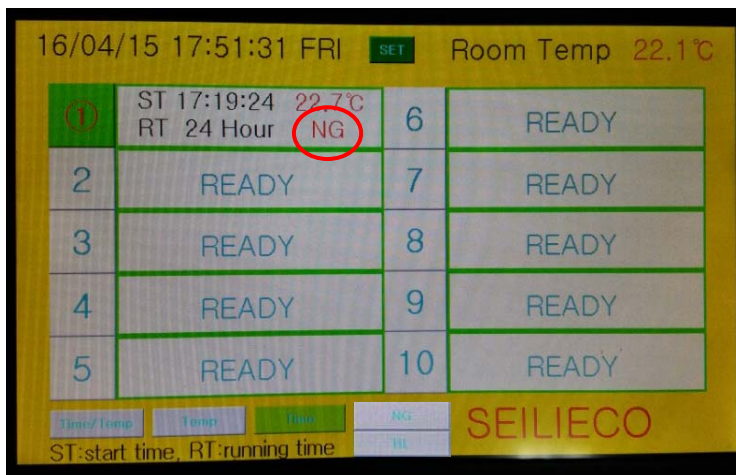 16/04/15 17:51:31 FRI SET Room Temp 22.1℃
① ST 17:19:24 22.7℃
RT 24 Hour NG
6 READY
2 READY
7 READY
3 READY
8 READY
4 READY
9 READY
5 READY
10 READY
Time/Temp Temp Time NG
SEILIECO
ST:start time, RT:running time